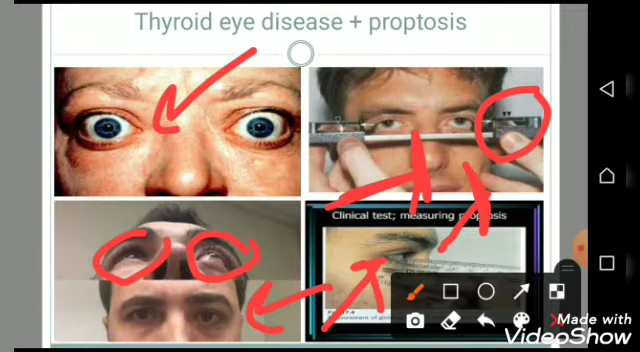 Thyroid eye disease + proptosis
Clinical test; measuring proptosis
Made with
VideoShow